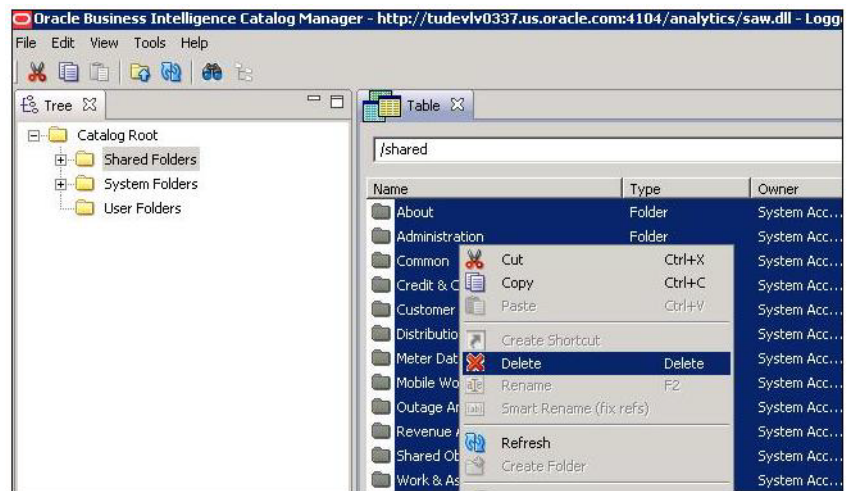 Oracle Business Intelligence Catalog Manager - http://tudevlv0337.us.oracle.com:4104/analytics/saw.dll - Logg
File Edit View Tools Help
Tree
Table
Catalog Root
Shared Folders
System Folders
User Folders
/shared
Name Type Owner
About Folder System Acc...
Administration Folder System Acc...
Common System Acc...
Credit & C System Acc...
Customer System Acc...
Distributio System Acc...
Meter Dat System Acc...
Mobile Wo System Acc...
Outage An System Acc...
Revenue A System Acc...
Shared Ob System Acc...
Work & As System Acc...
Cut Ctrl+X
Copy Ctrl+C
Paste Ctrl+V
Create Shortcut
Delete Delete
Rename F2
Smart Rename (fix refs)
Refresh
Create Folder